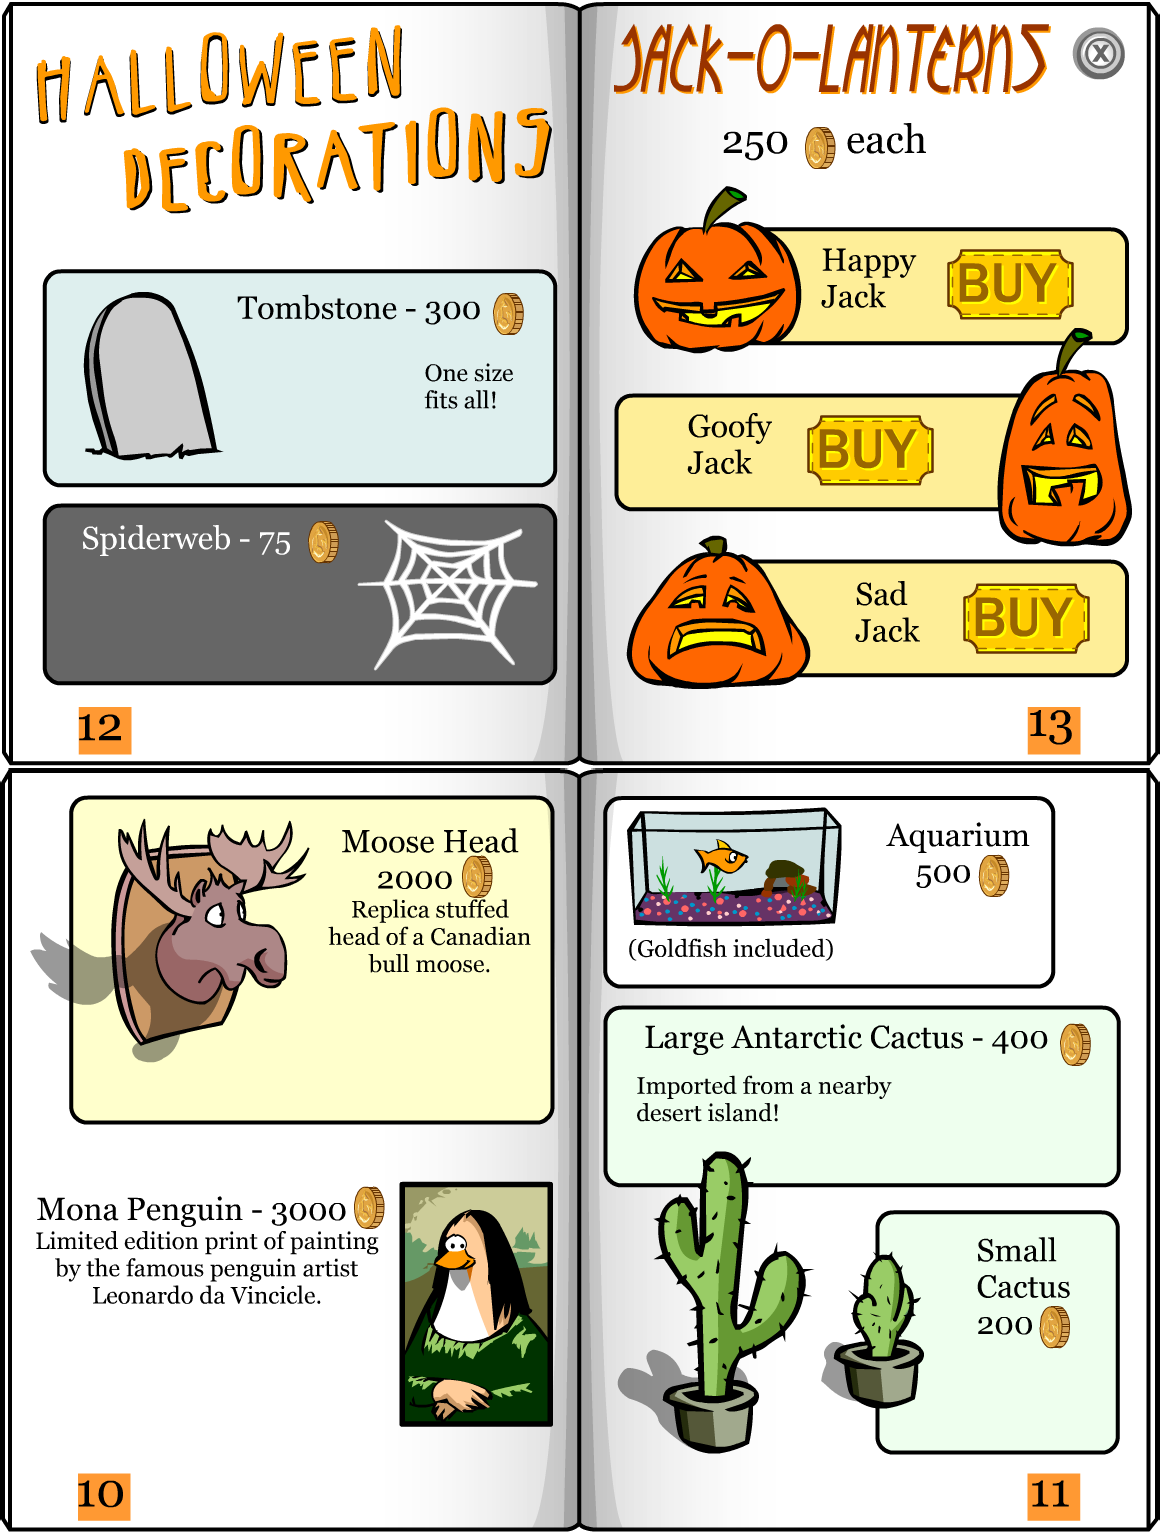 HALLOWEEN
DECORATIONS
Tombstone - 300
One size
fits all!
Spiderweb - 75
12
JACK-O-LANTERNS
X
250 each
Happy
Jack
BUY
Goofy
Jack
BUY
Sad
Jack
BUY
13
Moose Head
2000
Replica stuffed
head of a Canadian
bull moose.
Mona Penguin - 3000
Limited edition print of painting
by the famous penguin artist
Leonardo da Vincicle.
10
Aquarium
500
(Goldfish included)
Large Antarctic Cactus - 400
Imported from a nearby
desert island!
Small
Cactus
200
11